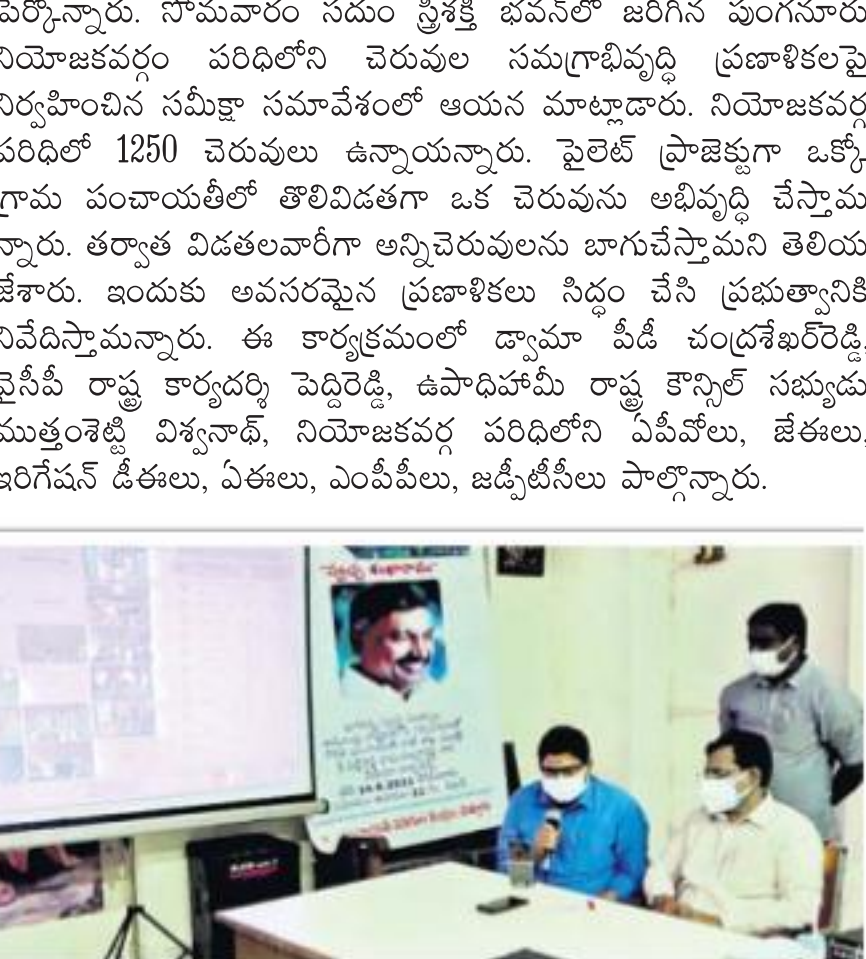 పేర్కొన్నారు. సోమవారం సదుం స్త్రీశక్తి భవన్‌లో జరిగిన పుంగనూరు
నియోజకవర్గం పరిధిలోని చెరువుల సమగ్రాభివృద్ధి ప్రణాళికలపై
నిర్వహించిన సమీక్షా సమావేశంలో ఆయన మాట్లాడారు. నియోజకవర్గ
పరిధిలో 1250 చెరువులు ఉన్నాయన్నారు. పైలెట్ ప్రాజెక్టుగా ఒక్కో
గ్రామ పంచాయతీలో తొలివిడతగా ఒక చెరువును అభివృద్ధి చేస్తామ
న్నారు. తర్వాత విడతలవారీగా అన్నిచెరువులను బాగుచేస్తామని తెలియ
జేశారు. ఇందుకు అవసరమైన ప్రణాళికలు సిద్ధం చేసి ప్రభుత్వానికి
నివేదిస్తామన్నారు. ఈ కార్యక్రమంలో డ్వామా పీడీ చంద్రశేఖర్‌రెడ్డి,
వైసీపీ రాష్ట్ర కార్యదర్శి పెద్దిరెడ్డి, ఉపాధిహామీ రాష్ట్ర కౌన్సిల్ సభ్యుడు
ముత్తంశెట్టి విశ్వనాథ్, నియోజకవర్గ పరిధిలోని ఏపీవోలు, జేఈలు,
ఇరిగేషన్ డీఈలు, ఏఈలు, ఎంపీపీలు, జడ్పీటీసీలు పాల్గొన్నారు.